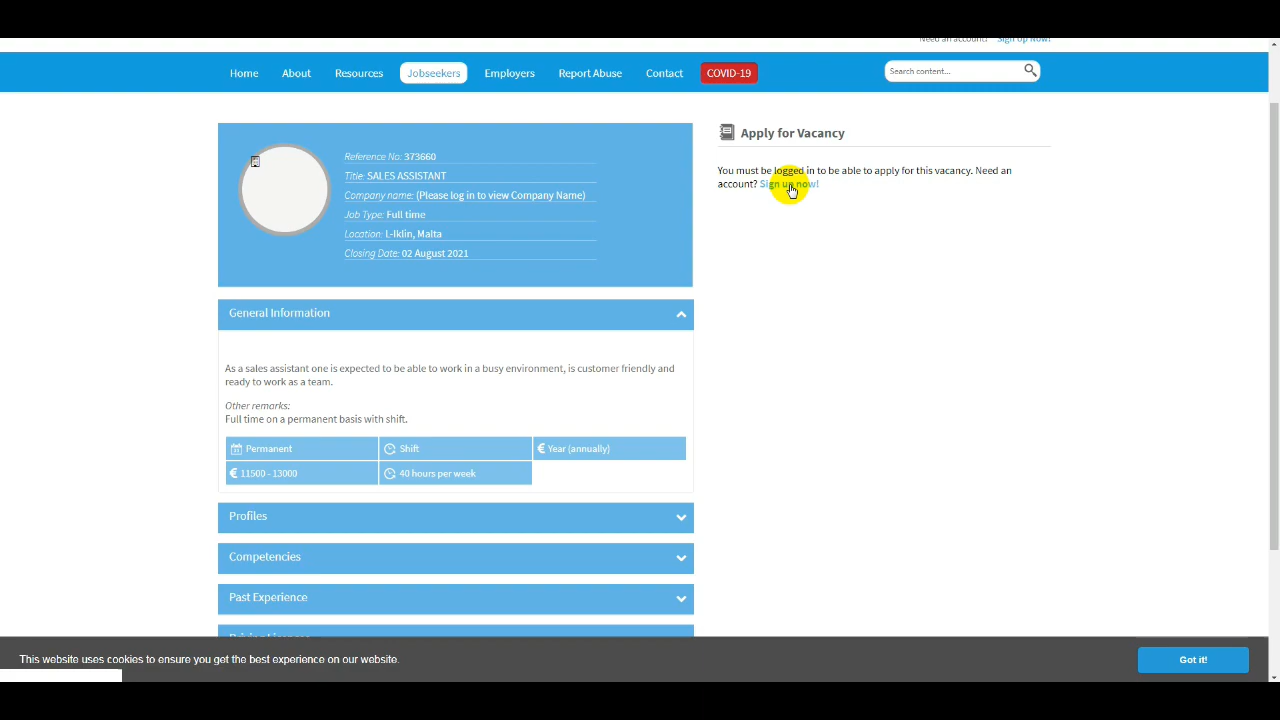 Need an account? Sign Up Now!
Home About Resources Jobseekers Employers Report Abuse Contact COVID-19 Search content...
Reference No: 373660
Title: SALES ASSISTANT
Company name: (Please log in to view Company Name)
Job Type: Full time
Location: L-Iklin, Malta
Closing Date: 02 August 2021
Apply for Vacancy
You must be logged in to be able to apply for this vacancy. Need an
account? Sign up now!
General Information
As a sales assistant one is expected to be able to work in a busy environment, is customer friendly and
ready to work as a team.
Other remarks:
Full time on a permanent basis with shift.
Permanent Shift € Year (annually)
€ 11500 - 13000 40 hours per week
Profiles
Competencies
Past Experience
Driving Licences
This website uses cookies to ensure you get the best experience on our website. Got it!